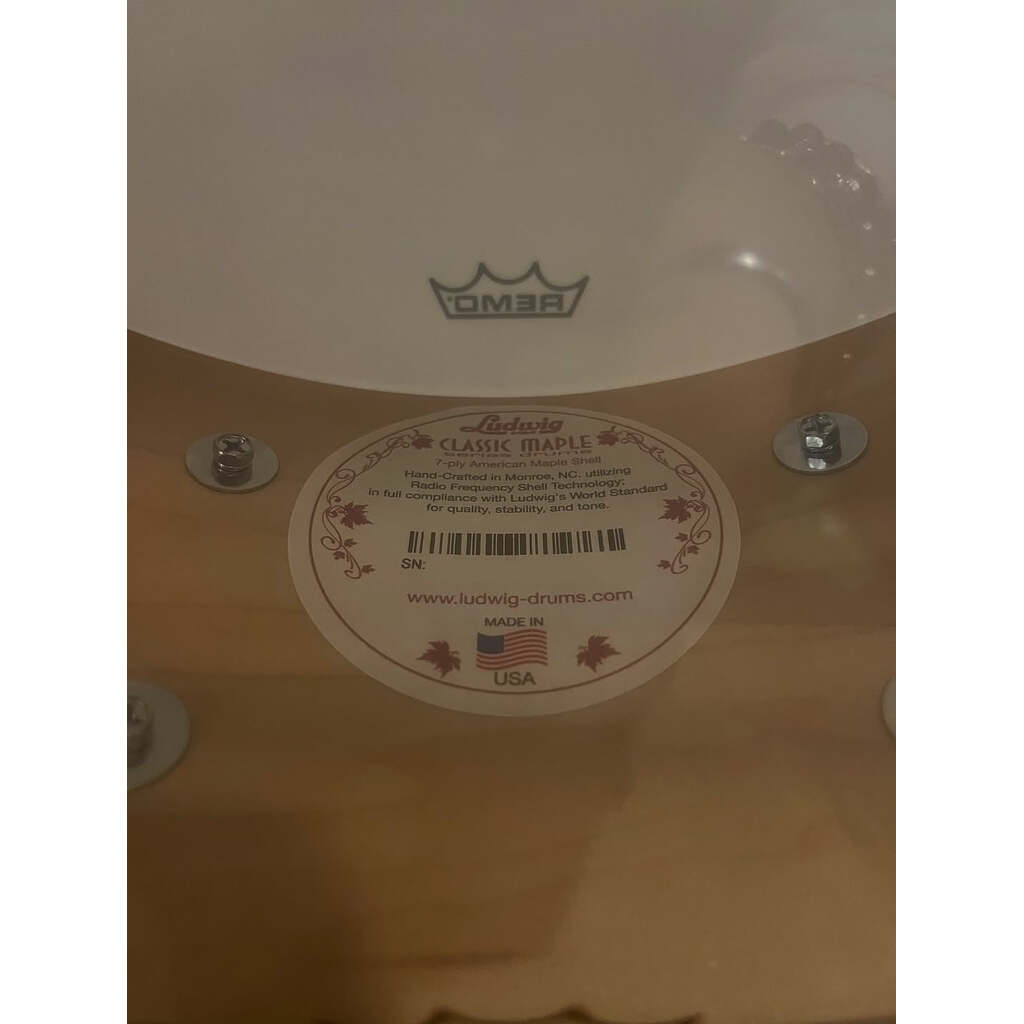 REMO
Ludwig
CLASSIC MAPLE
series drums
7-ply American Maple Shell
Hand-Crafted in Monroe, NC. utilizing
Radio Frequency Shell Technology;
in full compliance with Ludwig's World Standard
for quality, stability, and tone.
SN:
www.ludwig-drums.com
MADE IN
USA